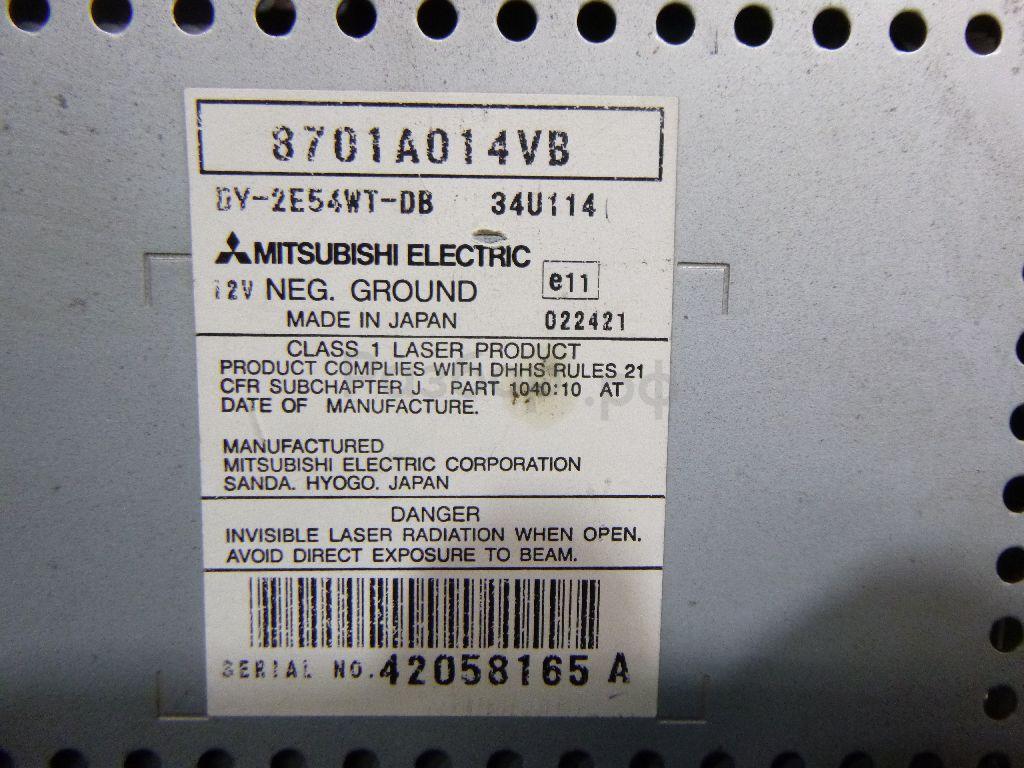 8701A014VB
DY-2E54WT-DB 34U114
MITSUBISHI ELECTRIC
12V NEG. GROUND e11
MADE IN JAPAN 022421
CLASS 1 LASER PRODUCT
PRODUCT COMPLIES WITH DHHS RULES 21
CFR SUBCHAPTER J PART 1040:10 AT
DATE OF MANUFACTURE.
MANUFACTURED
MITSUBISHI ELECTRIC CORPORATION
SANDA. HYOGO. JAPAN
DANGER
INVISIBLE LASER RADIATION WHEN OPEN.
AVOID DIRECT EXPOSURE TO BEAM.
SERIAL NO. 42058165 A